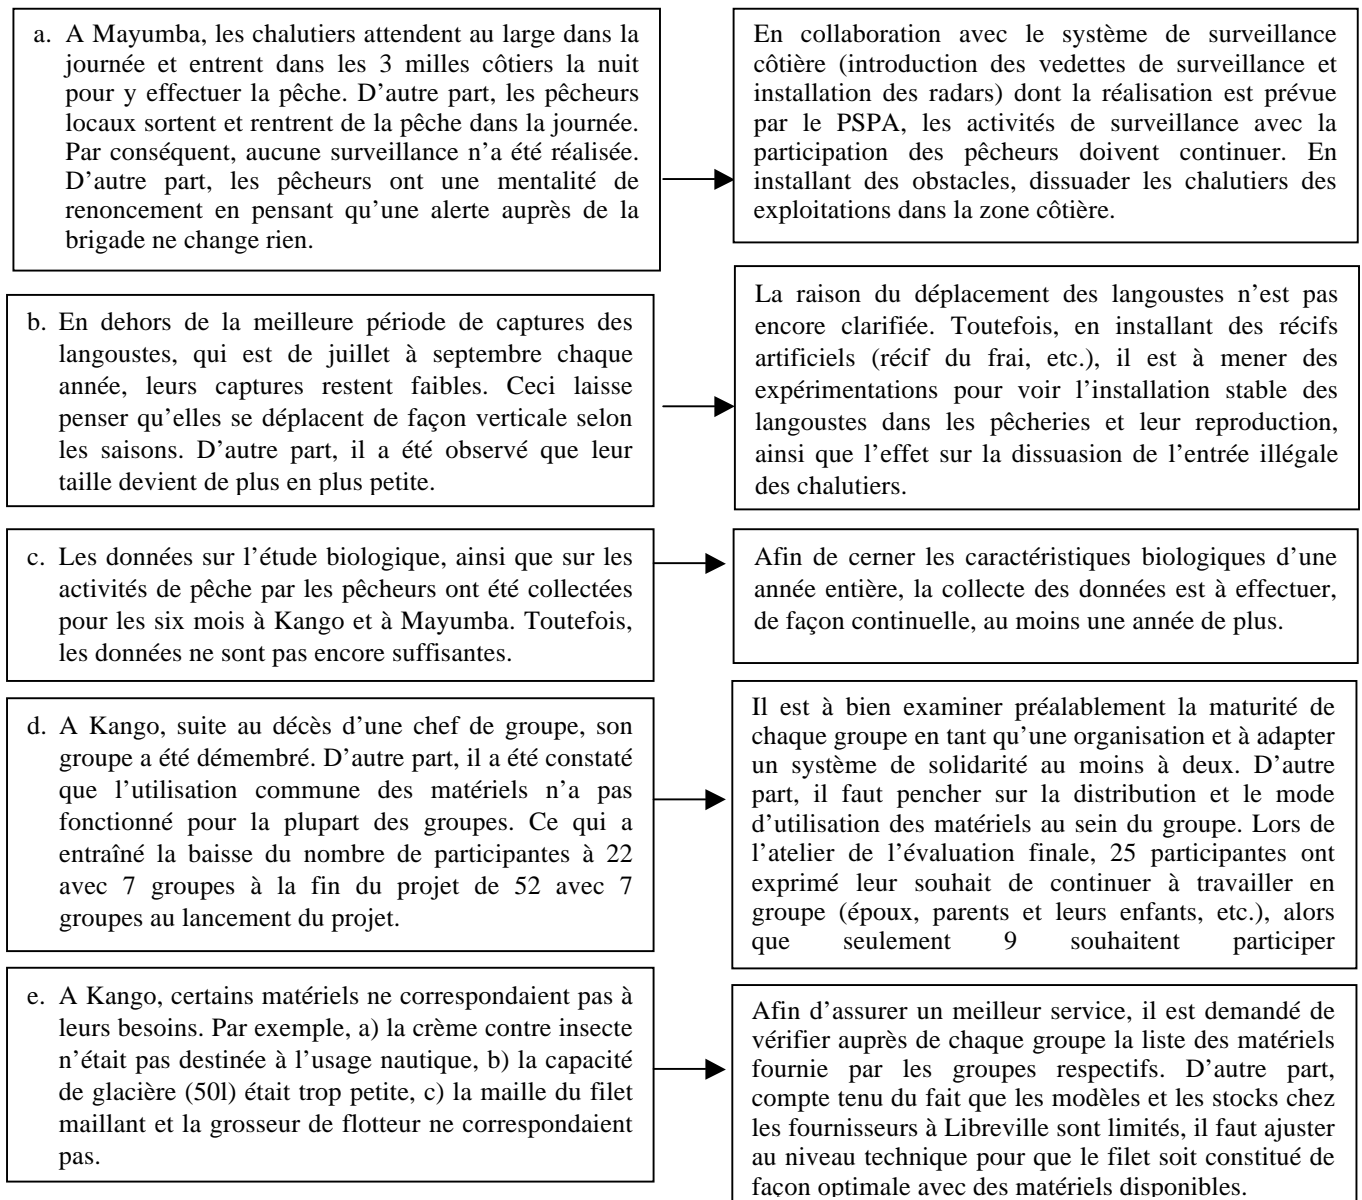 a. A Mayumba, les chalutiers attendent au large dans la
journée et entrent dans les 3 milles côtiers la nuit
pour y effectuer la pêche. D'autre part, les pêcheurs
locaux sortent et rentrent de la pêche dans la journée.
Par conséquent, aucune surveillance n'a été réalisée.
D'autre part, les pêcheurs ont une mentalité de
renoncement en pensant qu'une alerte auprès de la
brigade ne change rien.
En collaboration avec le système de surveillance
côtière (introduction des vedettes de surveillance et
installation des radars) dont la réalisation est prévue
par le PSPA, les activités de surveillance avec la
participation des pêcheurs doivent continuer. En
installant des obstacles, dissuader les chalutiers des
exploitations dans la zone côtière.
b. En dehors de la meilleure période de captures des
langoustes, qui est de juillet à septembre chaque
année, leurs captures restent faibles. Ceci laisse
penser qu'elles se déplacent de façon verticale selon
les saisons. D'autre part, il a été observé que leur
taille devient de plus en plus petite.
La raison du déplacement des langoustes n'est pas
encore clarifiée. Toutefois, en installant des récifs
artificiels (récif du frai, etc.), il est à mener des
expérimentations pour voir l'installation stable des
langoustes dans les pêcheries et leur reproduction,
ainsi que l'effet sur la dissuasion de l'entrée illégale
des chalutiers.
c. Les données sur l'étude biologique, ainsi que sur les
activités de pêche par les pêcheurs ont été collectées
pour les six mois à Kango et à Mayumba. Toutefois,
les données ne sont pas encore suffisantes.
Afin de cerner les caractéristiques biologiques d'une
année entière, la collecte des données est à effectuer,
de façon continuelle, au moins une année de plus.
d. A Kango, suite au décès d'une chef de groupe, son
groupe a été démembré. D'autre part, il a été constaté
que l'utilisation commune des matériels n'a pas
fonctionné pour la plupart des groupes. Ce qui a
entraîné la baisse du nombre de participantes à 22
avec 7 groupes à la fin du projet de 52 avec 7
groupes au lancement du projet.
Il est à bien examiner préalablement la maturité de
chaque groupe en tant qu'une organisation et à adapter
un système de solidarité au moins à deux. D'autre
part, il faut pencher sur la distribution et le mode
d'utilisation des matériels au sein du groupe. Lors de
l'atelier de l'évaluation finale, 25 participantes ont
exprimé leur souhait de continuer à travailler en
groupe (époux, parents et leurs enfants, etc.), alors
que seulement 9 souhaitent participer
e. A Kango, certains matériels ne correspondaient pas à
leurs besoins. Par exemple, a) la crème contre insecte
n'était pas destinée à l'usage nautique, b) la capacité
de glacière (50l) était trop petite, c) la maille du filet
maillant et la grosseur de flotteur ne correspondaient
pas.
Afin d'assurer un meilleur service, il est demandé de
vérifier auprès de chaque groupe la liste des matériels
fournie par les groupes respectifs. D'autre part,
compte tenu du fait que les modèles et les stocks chez
les fournisseurs à Libreville sont limités, il faut ajuster
au niveau technique pour que le filet soit constitué de
façon optimale avec des matériels disponibles.